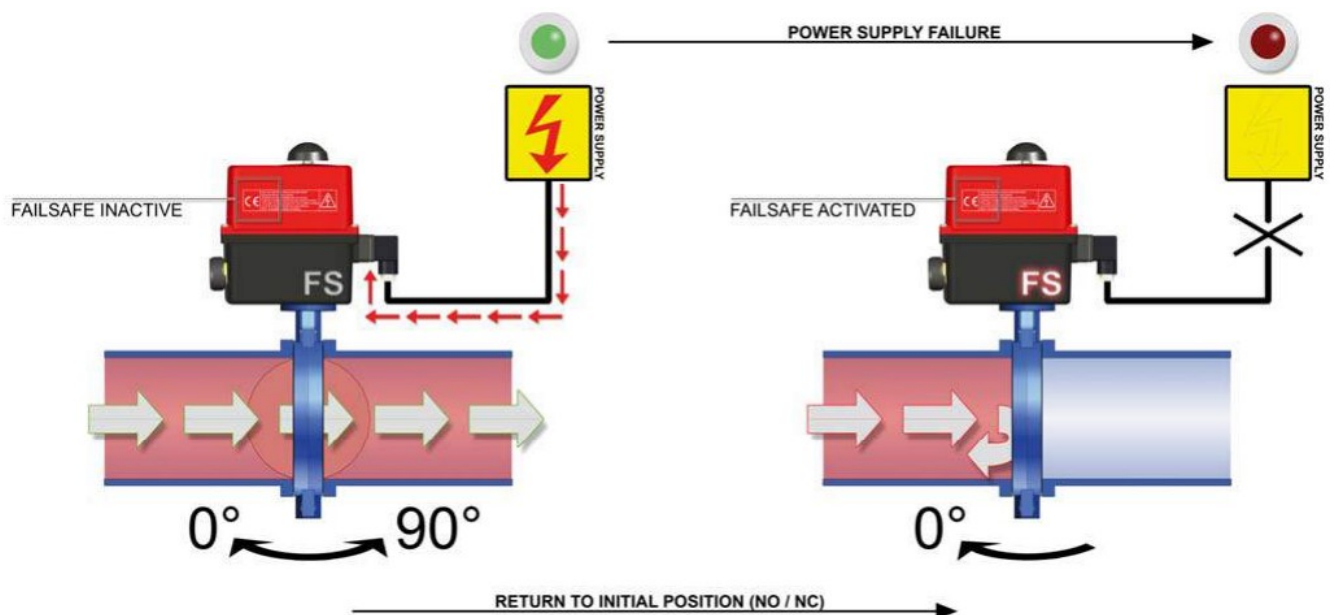 POWER SUPPLY FAILURE
POWER SUPPLY
POWER SUPPLY
FAILSAFE INACTIVE
CE
FS
FAILSAFE ACTIVATED
CE
FS
0° 90°
0°
RETURN TO INITIAL POSITION (NO / NC)